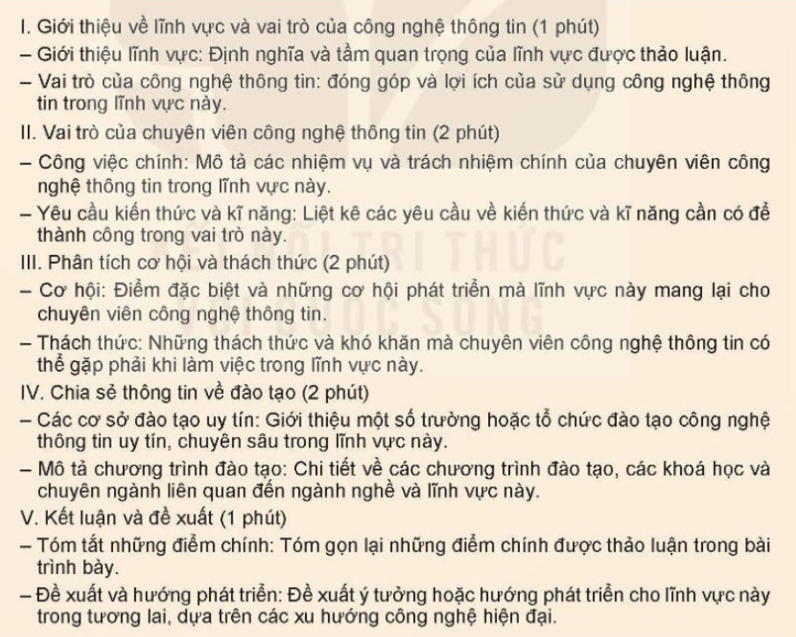 I. Giới thiệu về lĩnh vực và vai trò của công nghệ thông tin (1 phút)
– Giới thiệu lĩnh vực: Định nghĩa và tầm quan trọng của lĩnh vực được thảo luận.
– Vai trò của công nghệ thông tin: đóng góp và lợi ích của sử dụng công nghệ thông
tin trong lĩnh vực này.
II. Vai trò của chuyên viên công nghệ thông tin (2 phút)
– Công việc chính: Mô tả các nhiệm vụ và trách nhiệm chính của chuyên viên công
nghệ thông tin trong lĩnh vực này.
– Yêu cầu kiến thức và kĩ năng: Liệt kê các yêu cầu về kiến thức và kĩ năng cần có để
thành công trong vai trò này.
KẾT NỐI TRI THỨC
III. Phân tích cơ hội và thách thức (2 phút)
– Cơ hội: Điểm đặc biệt và những cơ hội phát triển mà lĩnh vực này mang lại cho
chuyên viên công nghệ thông tin.
VỚI CUỘC SỐNG
– Thách thức: Những thách thức và khó khăn mà chuyên viên công nghệ thông tin có
thể gặp phải khi làm việc trong lĩnh vực này.
IV. Chia sẻ thông tin về đào tạo (2 phút)
– Các cơ sở đào tạo uy tín: Giới thiệu một số trường hoặc tổ chức đào tạo công nghệ
thông tin uy tín, chuyên sâu trong lĩnh vực này.
– Mô tả chương trình đào tạo: Chi tiết về các chương trình đào tạo, các khoá học và
chuyên ngành liên quan đến ngành nghề và lĩnh vực này.
V. Kết luận và đề xuất (1 phút)
– Tóm tắt những điểm chính: Tóm gọn lại những điểm chính được thảo luận trong bài
trình bày.
– Đề xuất và hướng phát triển: Đề xuất ý tưởng hoặc hướng phát triển cho lĩnh vực này
trong tương lai, dựa trên các xu hướng công nghệ hiện đại.